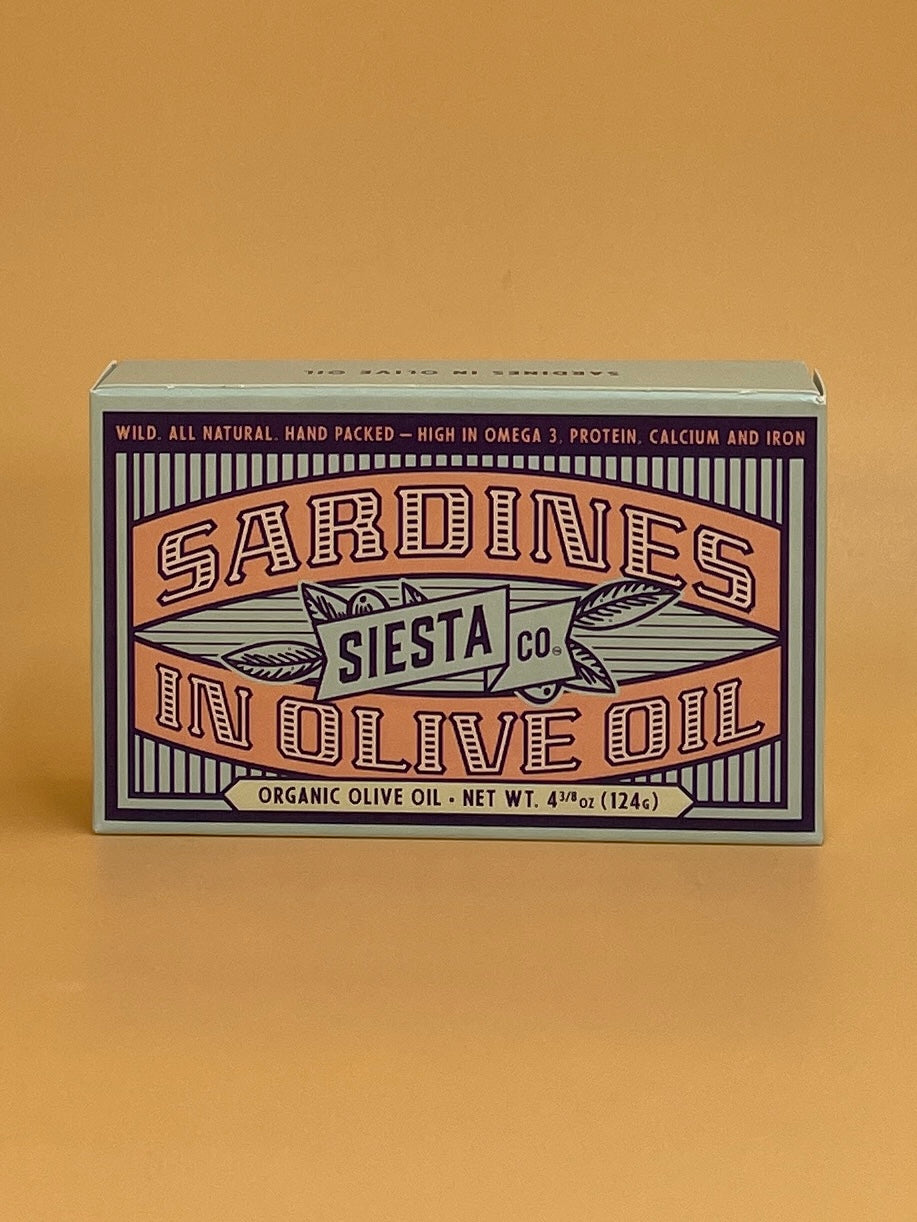 SARDINES IN OLIVE OIL
WILD. ALL NATURAL. HAND PACKED — HIGH IN OMEGA 3, PROTEIN, CALCIUM AND IRON
SARDINES
SIESTA CO.
IN OLIVE OIL
ORGANIC OLIVE OIL · NET WT. 4 3/8 OZ (124G)